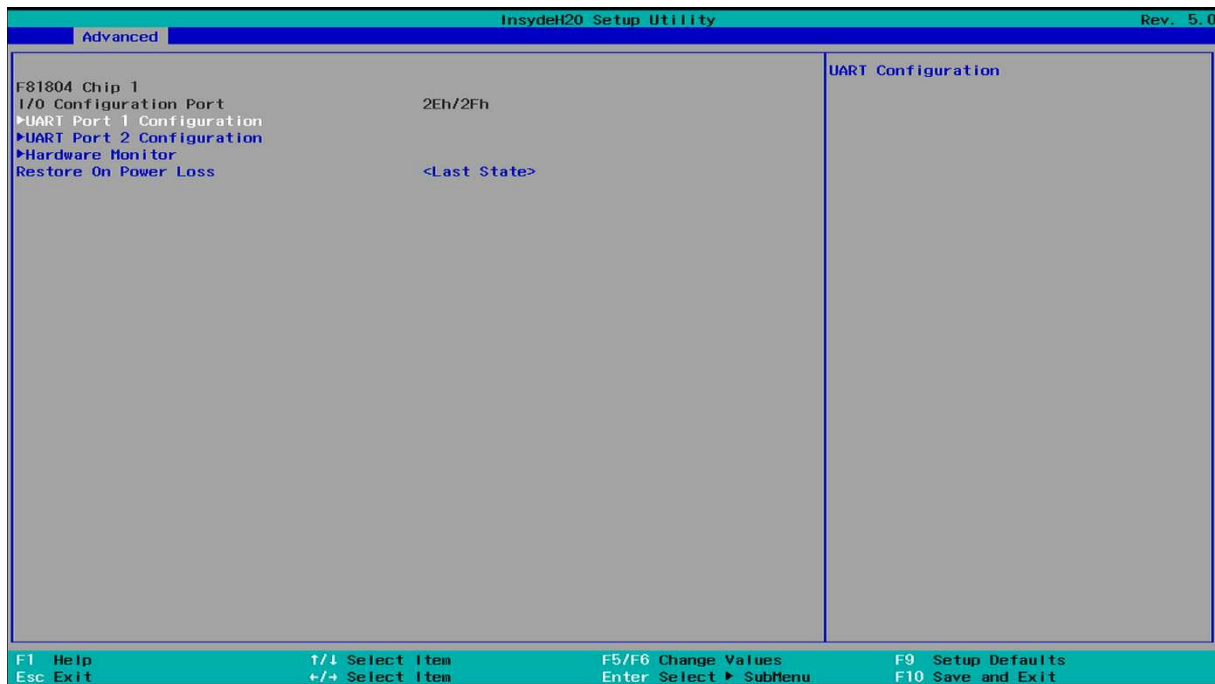 InsydeH20 Setup Utility Rev. 5.0
Advanced
F81804 Chip 1
I/O Configuration Port 2Eh/2Fh
►UART Port 1 Configuration
►UART Port 2 Configuration
►Hardware Monitor
Restore On Power Loss <Last State>
UART Configuration
F1 Help ↑/↓ Select Item F5/F6 Change Values F9 Setup Defaults
Esc Exit ←/→ Select Item Enter Select ► SubMenu F10 Save and Exit